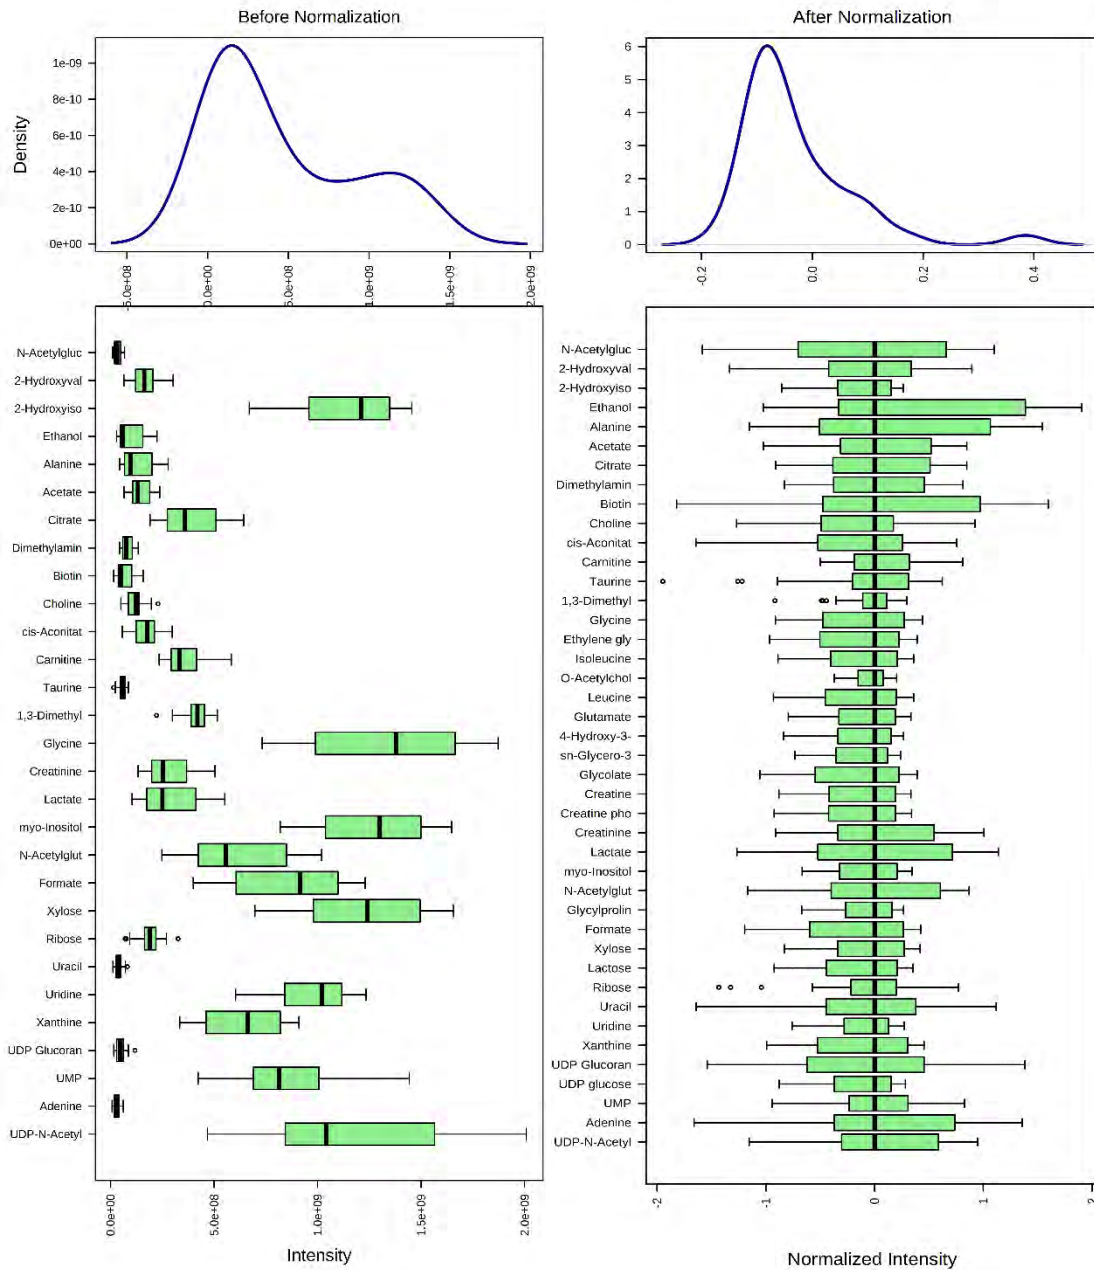 Before Normalization
After Normalization
Density
1e-09
8e-10
6e-10
4e-10
2e-10
0e+00
-5.0e+08
0.0e+00
5.0e+08
1.0e+09
1.5e+09
2.0e+09
6
5
4
3
2
1
0
-0.2
0.0
0.2
0.4
N-Acetylgluc
2-Hydroxyval
2-Hydroxyiso
Ethanol
Alanine
Acetate
Citrate
Dimethylamin
Biotin
Choline
cis-Aconitat
Carnitine
Taurine
1,3-Dimethyl
Glycine
Creatinine
Lactate
myo-Inositol
N-Acetylglut
Formate
Xylose
Ribose
Uracil
Uridine
Xanthine
UDP Glucoran
UMP
Adenine
UDP-N-Acetyl
0.0e+00
5.0e+08
1.0e+09
1.5e+09
2.0e+09
Intensity
N-Acetylgluc
2-Hydroxyval
2-Hydroxyiso
Ethanol
Alanine
Acetate
Citrate
Dimethylamin
Biotin
Choline
cis-Aconitat
Carnitine
Taurine
1,3-Dimethyl
Glycine
Ethylene gly
Isoleucine
O-Acetylchol
Leucine
Glutamate
4-Hydroxy-3-
sn-Glycero-3
Glycolate
Creatine
Creatine pho
Creatinine
Lactate
myo-Inositol
N-Acetylglut
Glycylprolin
Formate
Xylose
Lactose
Ribose
Uracil
Uridine
Xanthine
UDP Glucoran
UDP glucose
UMP
Adenine
UDP-N-Acetyl
-2
-1
0
1
2
Normalized Intensity